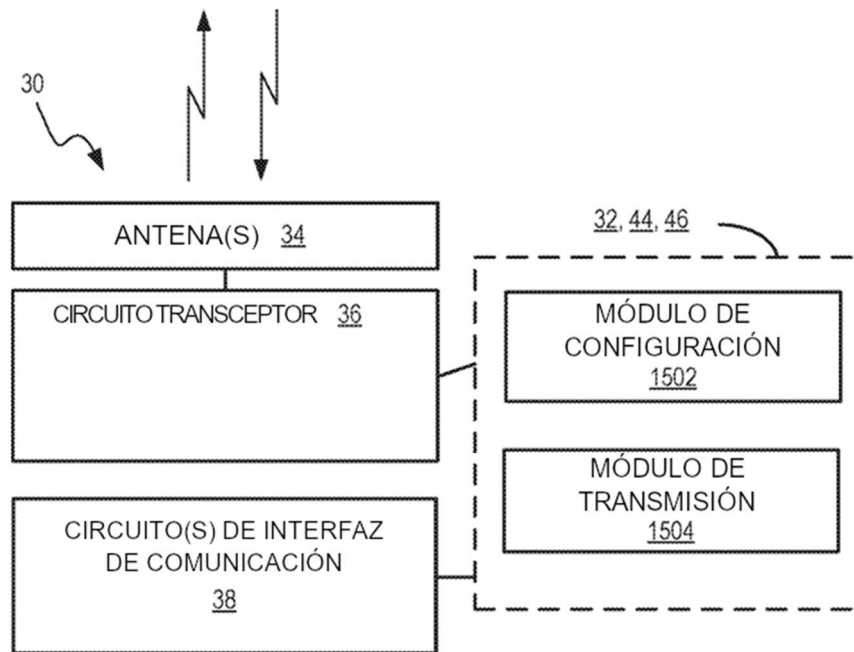 30
ANTENA(S) 34
32, 44, 46
CIRCUITO TRANSCEPTOR 36
MÓDULO DE
CONFIGURACIÓN
1502
MÓDULO DE
TRANSMISIÓN
1504
CIRCUITO(S) DE INTERFAZ
DE COMUNICACIÓN
38